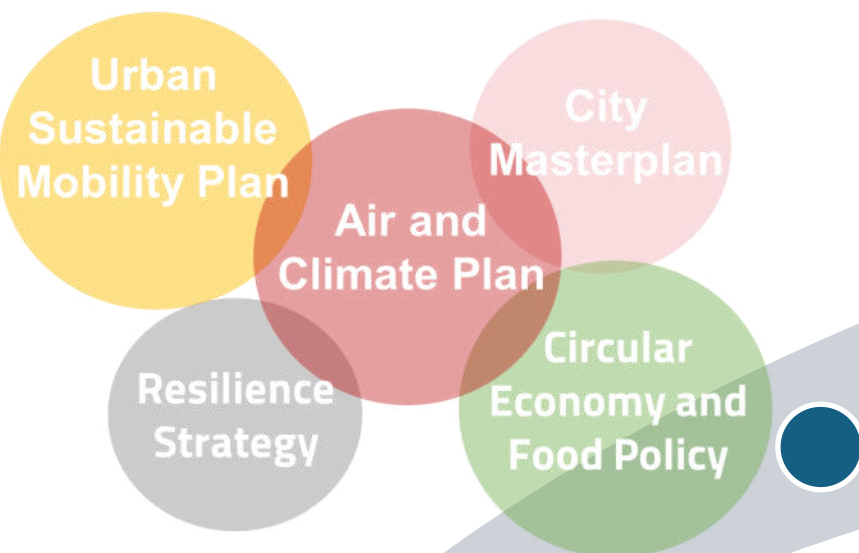 Urban
Sustainable
Mobility Plan
City
Masterplan
Air and
Climate Plan
Resilience
Strategy
Circular
Economy and
Food Policy